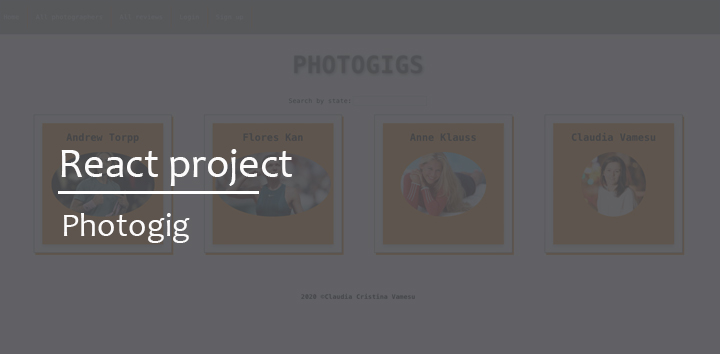 PHOTOGIGS
Search by state:
Andrew Torpp
Flores Kan
Anne Klauss
Claudia Vamesu
React project
Photogig
2020 ©Claudia Cristina Vamesu